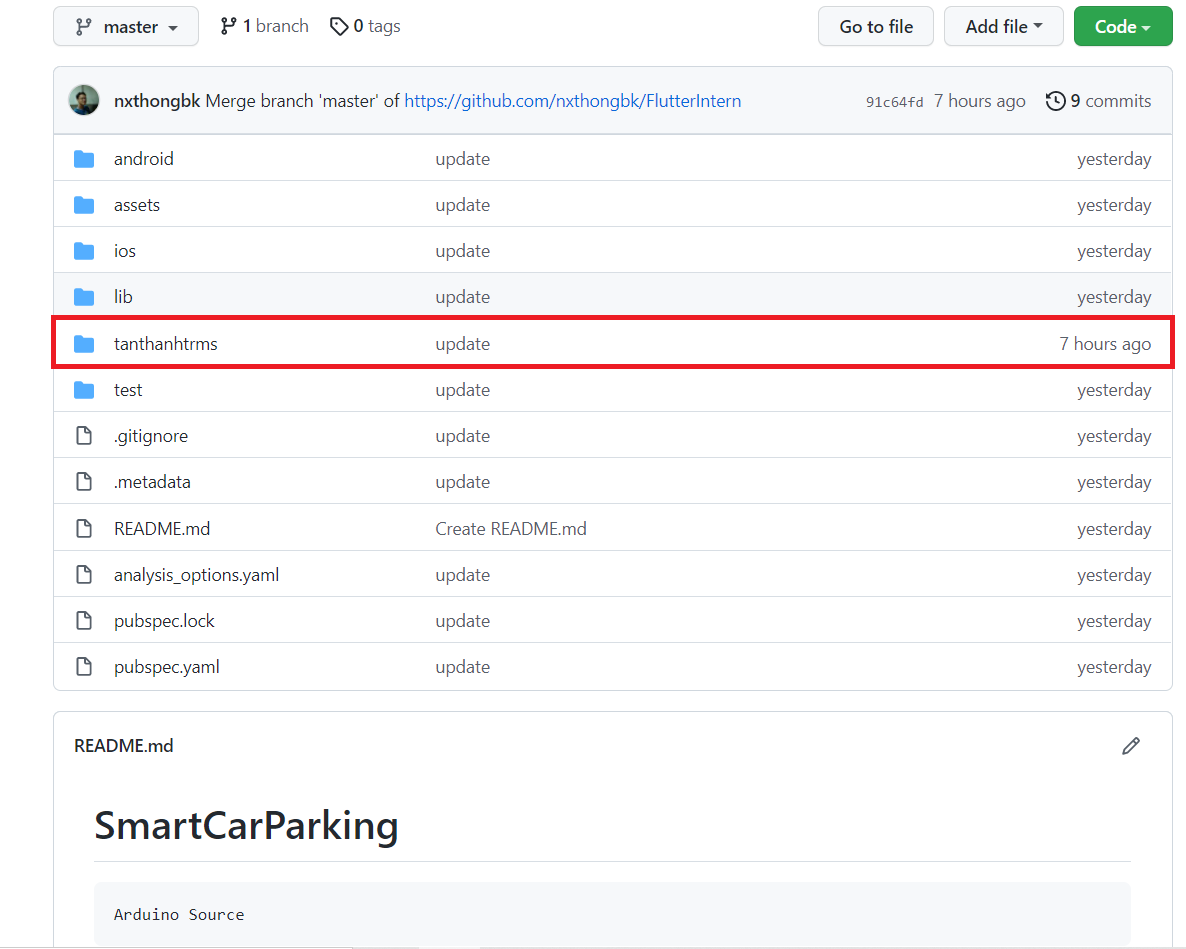 master 1 branch 0 tags Go to file Add file Code
nxthongbk Merge branch 'master' of https://github.com/nxthongbk/FlutterIntern 91c64fd 7 hours ago 9 commits
android update yesterday
assets update yesterday
ios update yesterday
lib update yesterday
tanthanhtrms update 7 hours ago
test update yesterday
.gitignore update yesterday
.metadata update yesterday
README.md Create README.md yesterday
analysis_options.yaml update yesterday
pubspec.lock update yesterday
pubspec.yaml update yesterday
README.md
SmartCarParking
Arduino Source